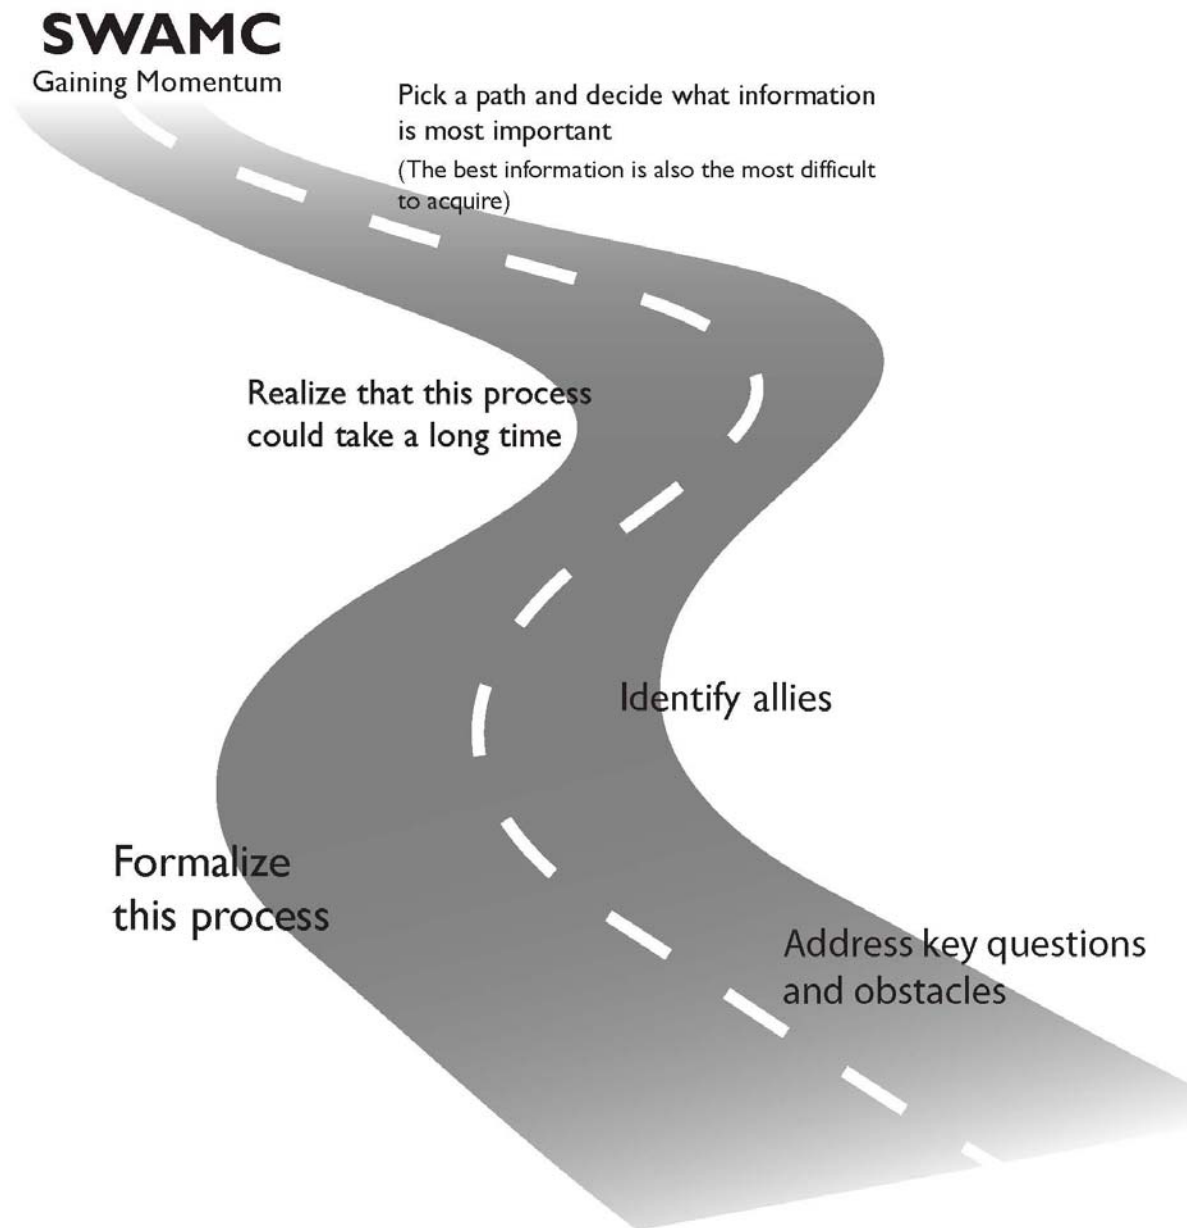 SWAMC
Gaining Momentum
Pick a path and decide what information
is most important
(The best information is also the most difficult
to acquire)
Realize that this process
could take a long time
Identify allies
Formalize
this process
Address key questions
and obstacles